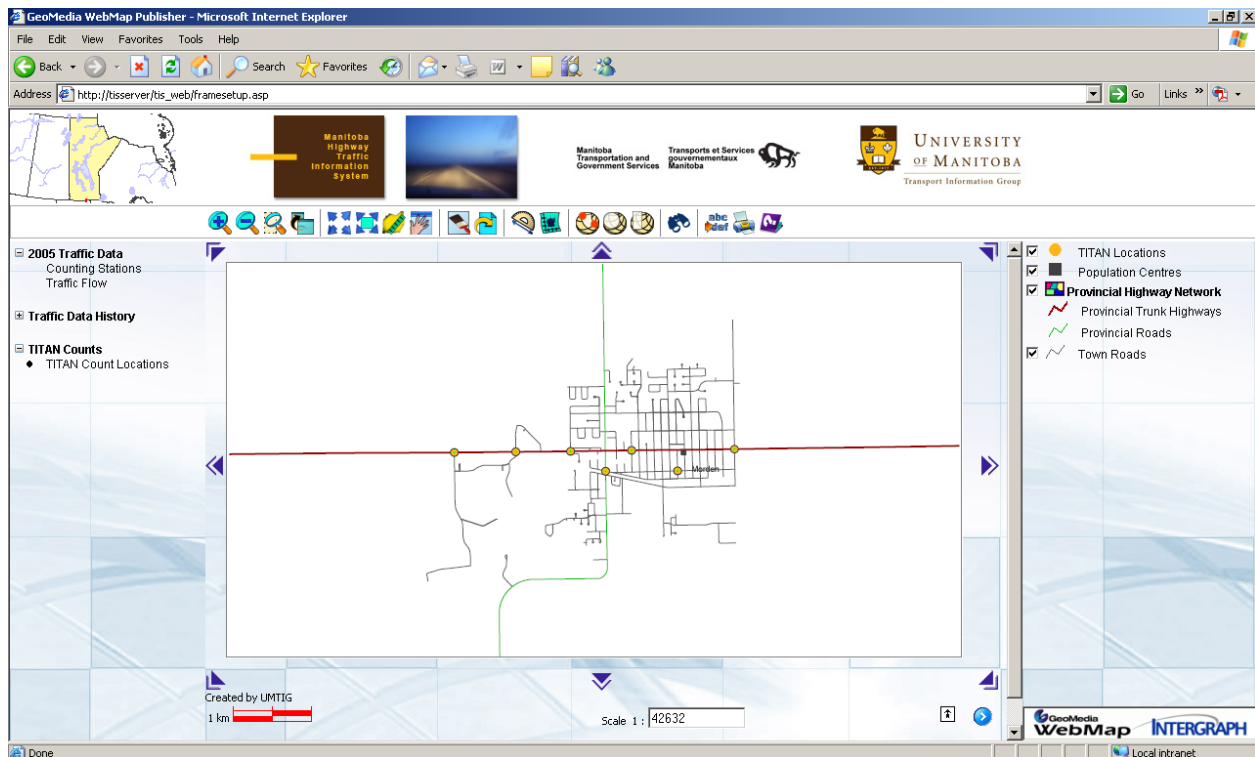 GeoMedia WebMap Publisher - Microsoft Internet Explorer
File Edit View Favorites Tools Help
Back Search Favorites
Address http://tisserver/tis_web/framesetup.asp Go Links »
Manitoba
Highway
Traffic
Information
System
Manitoba
Transportation and
Government Services
Transports et Services
gouvernementaux
Manitoba
UNIVERSITY
OF MANITOBA
Transport Information Group
abc
def
2005 Traffic Data
Counting Stations
Traffic Flow
Traffic Data History
TITAN Counts
TITAN Count Locations
Morden
TITAN Locations
Population Centres
Provincial Highway Network
Provincial Trunk Highways
Provincial Roads
Town Roads
Created by UMTIG
1 km
Scale 1 : 42632
GeoMedia
WebMap
INTERGRAPH
Done
Local intranet